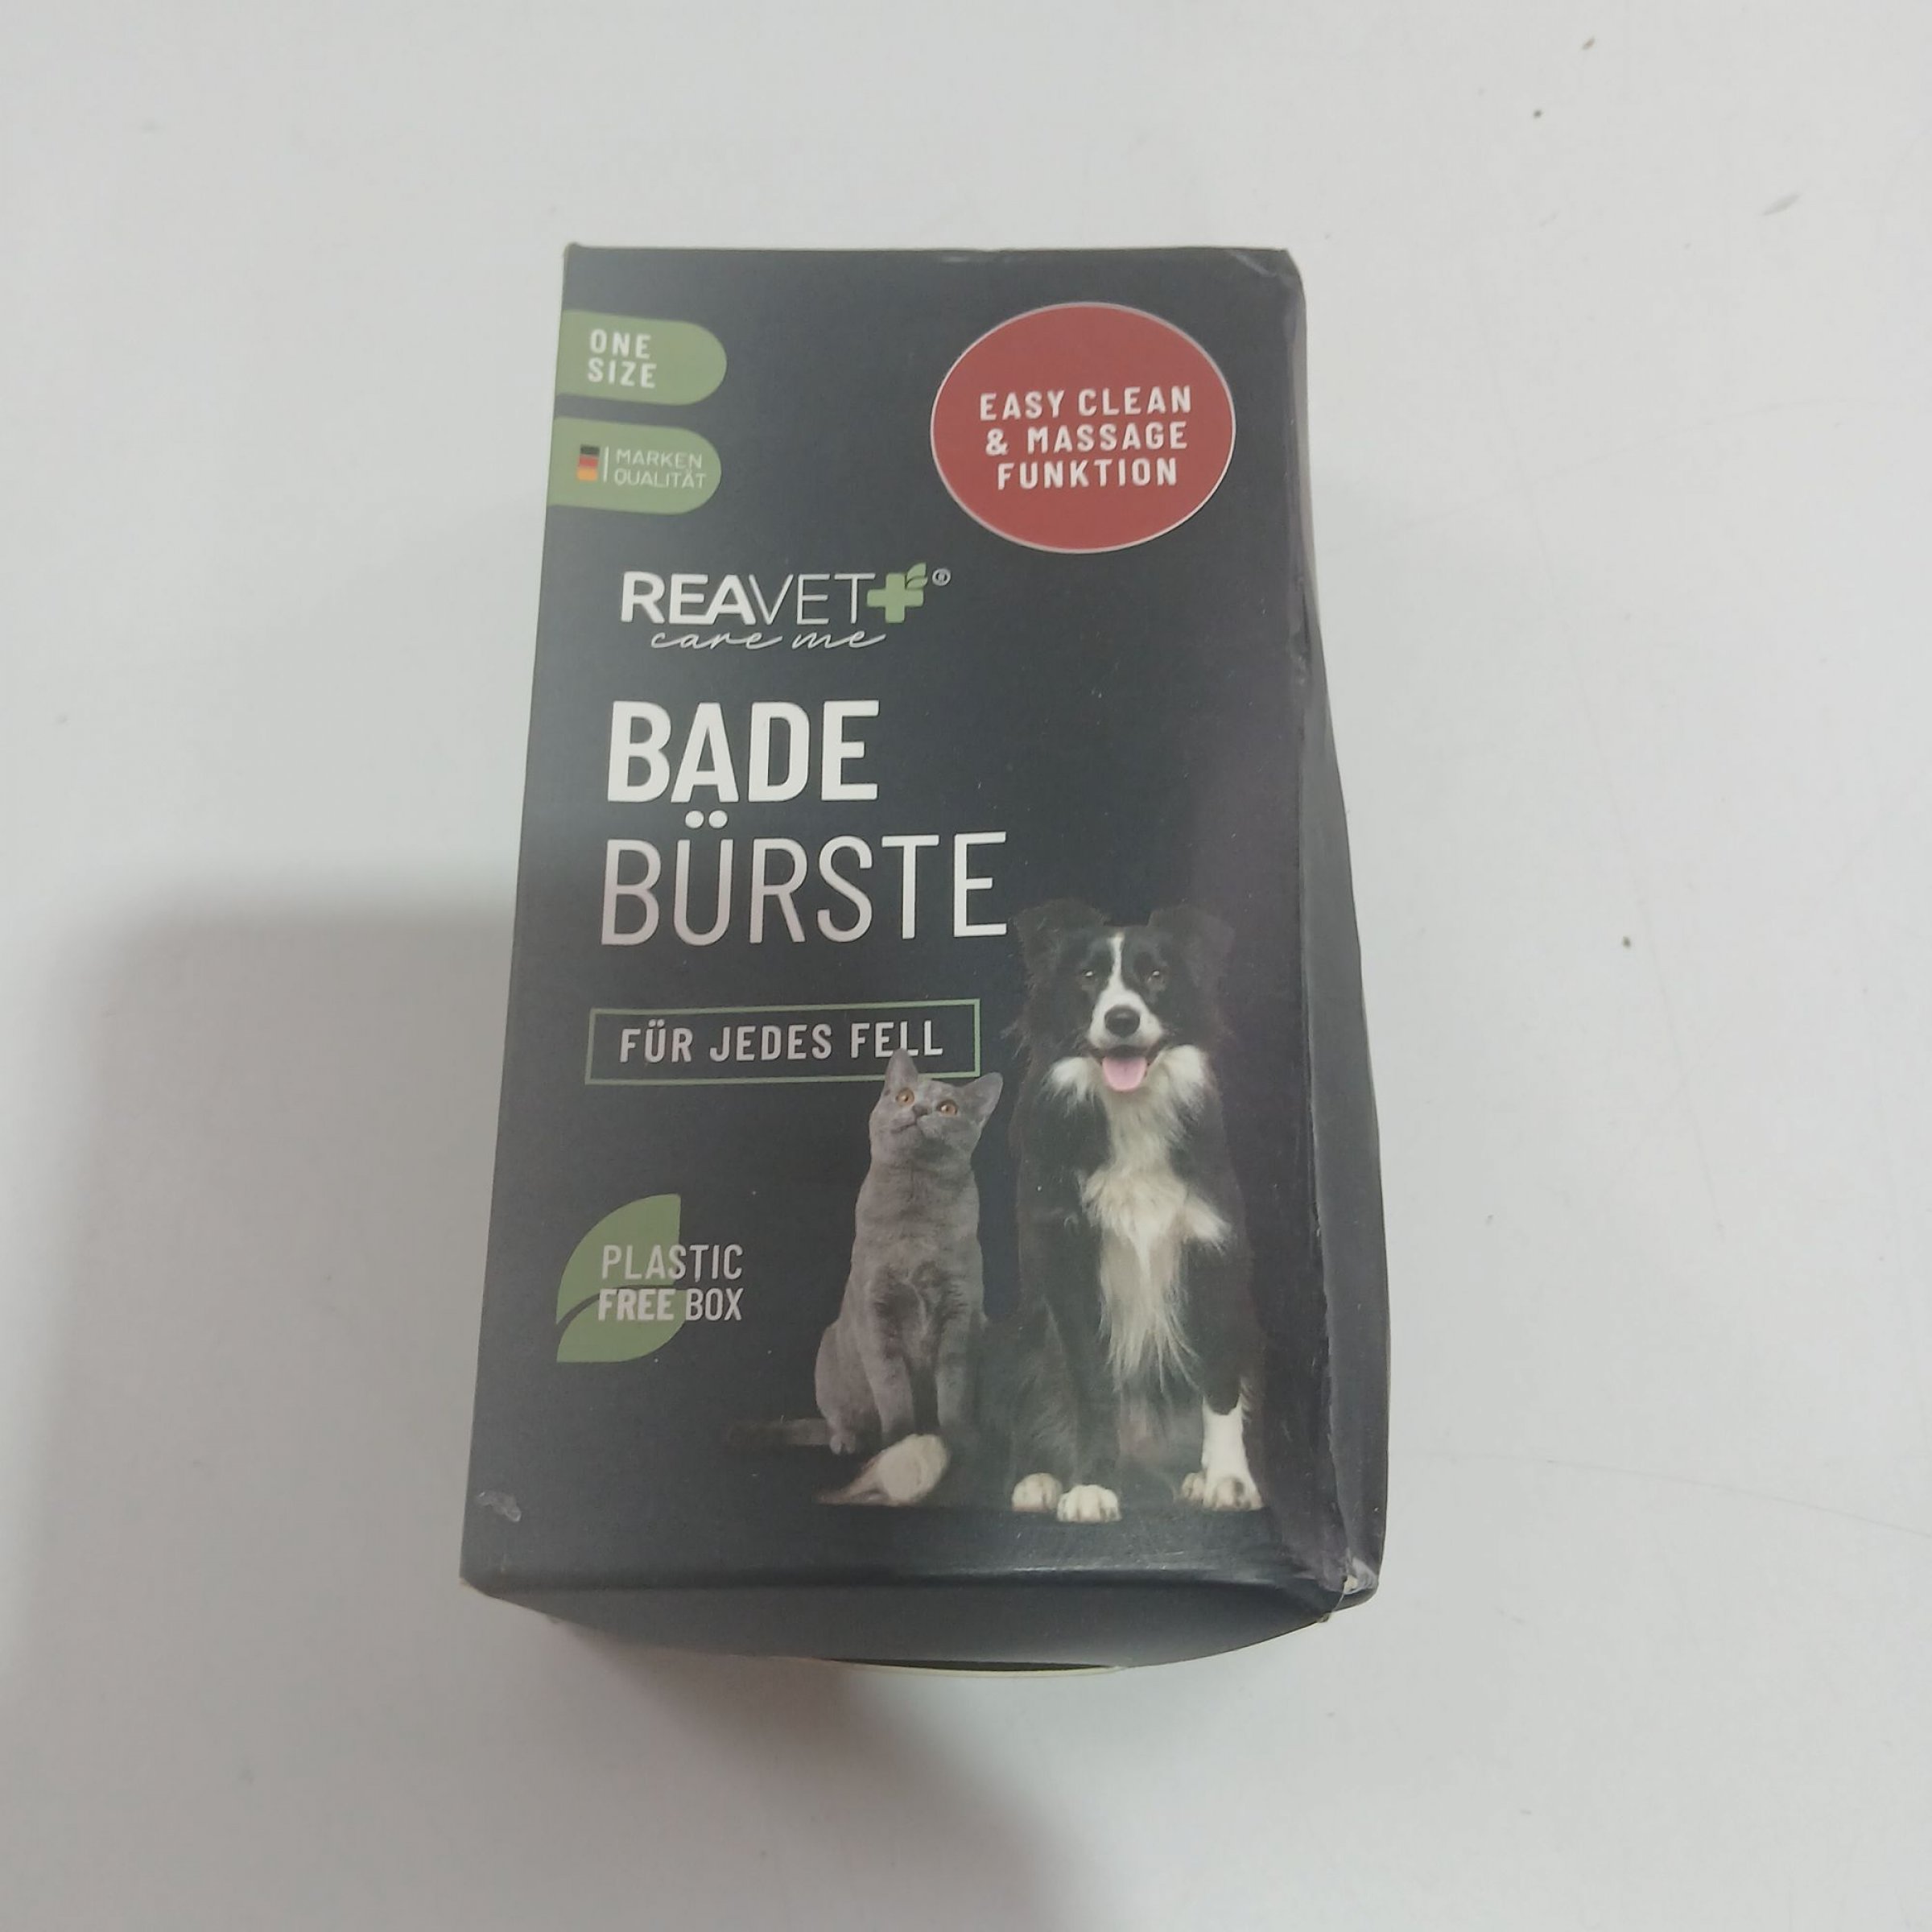 ONE
SIZE
MARKEN
QUALITÄT
EASY CLEAN
& MASSAGE
FUNKTION
REAVET®
care me
BADE
BÜRSTE
FÜR JEDES FELL
PLASTIC
FREE BOX